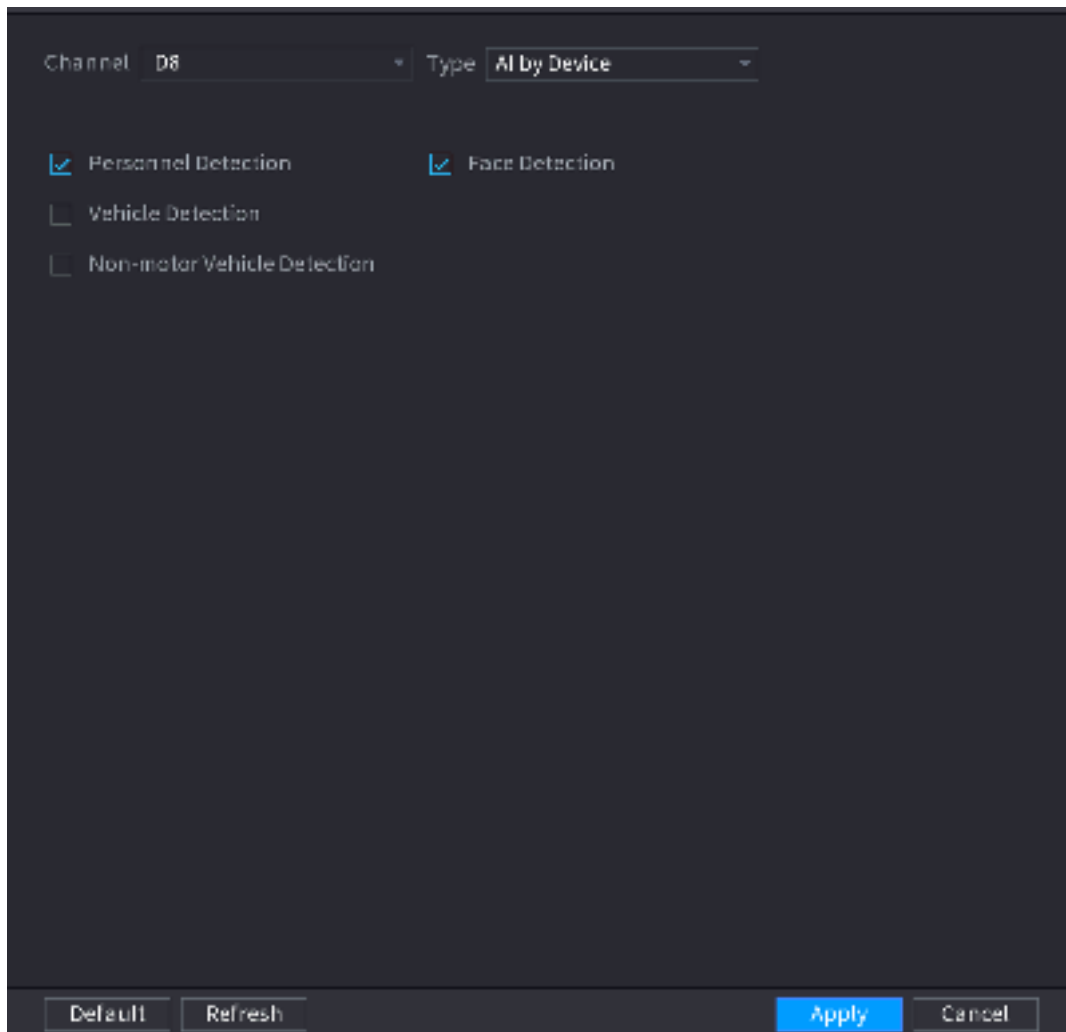 Channel D8 Type AI by Device
Personnel Detection Face Detection
Vehicle Detection
Non-motor Vehicle Detection
Default Refresh Apply Cancel